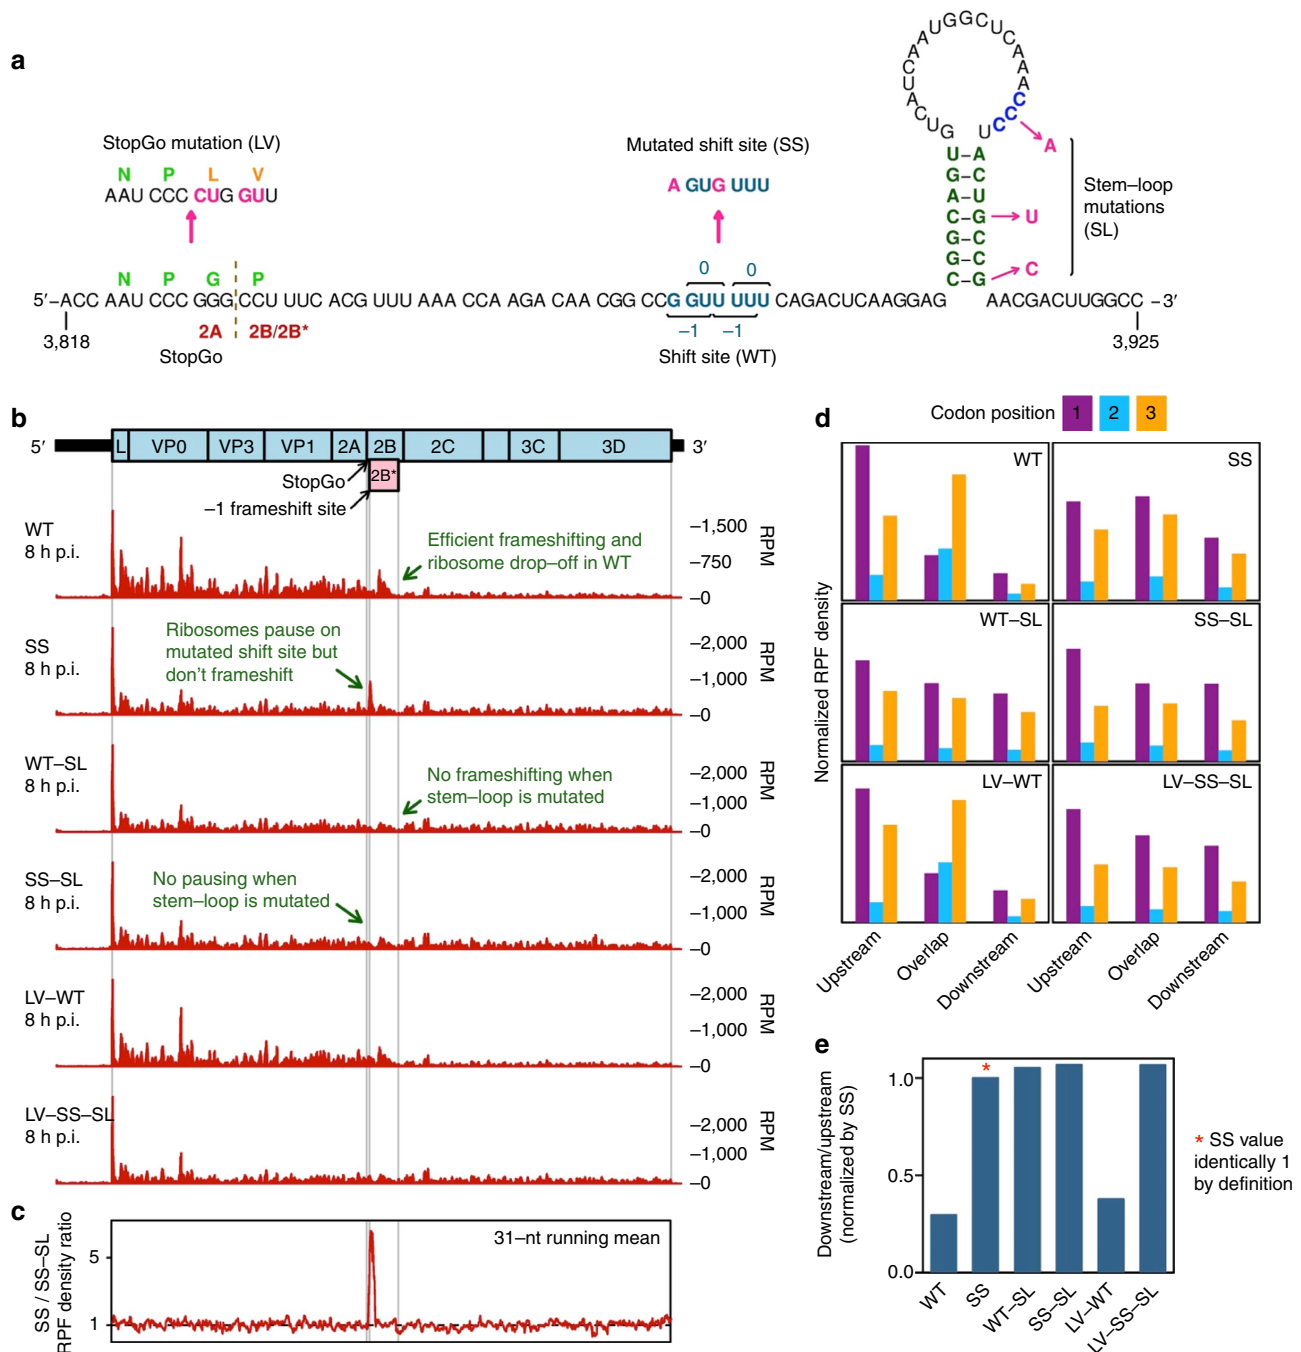 a
StopGo mutation (LV)
N P L V
AAU CCC CUG GUU
Mutated shift site (SS)
A GUG UUU
GUCAUCACAAUGGCUCAAACCCU
U–A
G–C
A–U
C–G
G–C
G–C
C–G
A
U
C
Stem–loop
mutations
(SL)
N P G P
0 0
5′–ACC AAU CCC GGG CCU UUC ACG UUU AAA CCA AGA CAA CGG CCG GUU UUU CAGACUCAAGGAG AACGACUUGGCC –3′
2A 2B/2B*
–1 –1
3,818
StopGo
Shift site (WT)
3,925
b
5′ L VP0 VP3 VP1 2A 2B 2C 3C 3D 3′
2B*
StopGo
–1 frameshift site
WT
8 h p.i.
Efficient frameshifting and
ribosome drop–off in WT
–1,500
–750
–0
RPM
SS
8 h p.i.
Ribosomes pause on
mutated shift site but
don’t frameshift
–2,000
–1,000
–0
RPM
WT–SL
8 h p.i.
No frameshifting when
stem–loop is mutated
–2,000
–1,000
–0
RPM
SS–SL
8 h p.i.
No pausing when
stem–loop is mutated
–2,000
–1,000
–0
RPM
LV–WT
8 h p.i.
–2,000
–1,000
–0
RPM
LV–SS–SL
8 h p.i.
–2,000
–1,000
–0
RPM
c
SS / SS–SL
RPF density ratio
5
1
31–nt running mean
d
Codon position 1 2 3
Normalized RPF density
WT
SS
WT–SL
SS–SL
LV–WT
LV–SS–SL
Upstream Overlap Downstream Upstream Overlap Downstream
e
Downstream/upstream
(normalized by SS)
1.0
0.5
0.0
*
WT SS WT–SL SS–SL LV–WT LV–SS–SL
* SS value
identically 1
by definition